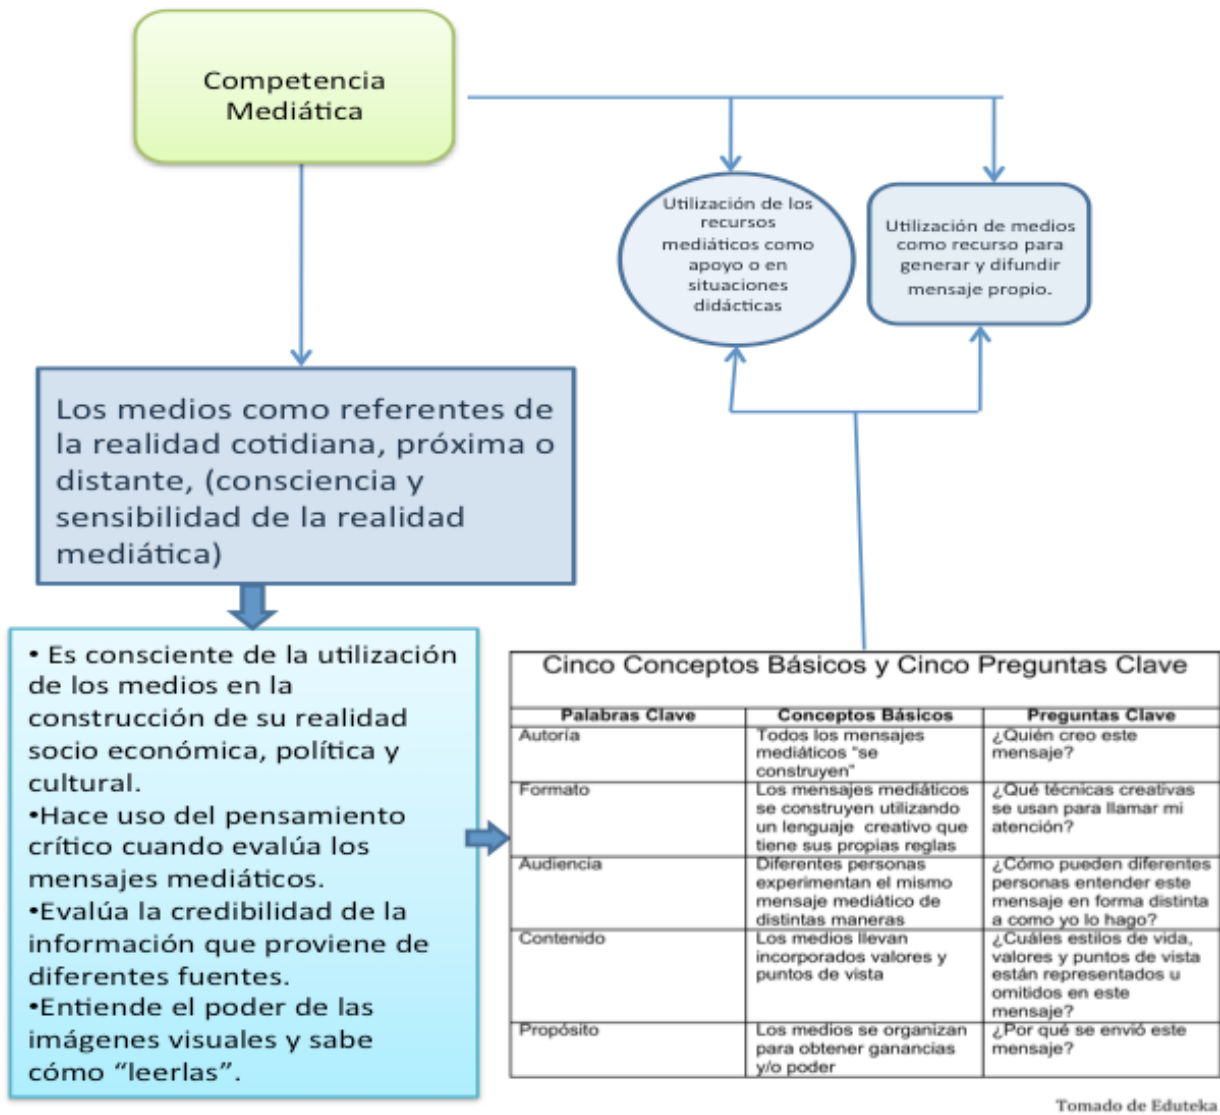 Competencia
Mediática
Utilización de los
recursos
mediáticos como
apoyo o en
situaciones
didácticas
Utilización de medios
como recurso para
generar y difundir
mensaje propio.
Los medios como referentes de
la realidad cotidiana, próxima o
distante, (consciencia y
sensibilidad de la realidad
mediática)
• Es consciente de la utilización
de los medios en la
construcción de su realidad
socio económica, política y
cultural.
•Hace uso del pensamiento
crítico cuando evalúa los
mensajes mediáticos.
•Evalúa la credibilidad de la
información que proviene de
diferentes fuentes.
•Entiende el poder de las
imágenes visuales y sabe
cómo “leerlas”.
Cinco Conceptos Básicos y Cinco Preguntas Clave
Palabras Clave
Conceptos Básicos
Preguntas Clave
Autoría
Todos los mensajes
mediáticos "se
construyen"
¿Quién creo este
mensaje?
Formato
Los mensajes mediáticos
se construyen utilizando
un lenguaje creativo que
tiene sus propias reglas
¿Qué técnicas creativas
se usan para llamar mi
atención?
Audiencia
Diferentes personas
experimentan el mismo
mensaje mediático de
distintas maneras
¿Cómo pueden diferentes
personas entender este
mensaje en forma distinta
a como yo lo hago?
Contenido
Los medios llevan
incorporados valores y
puntos de vista
¿Cuáles estilos de vida,
valores y puntos de vista
están representados u
omitidos en este
mensaje?
Propósito
Los medios se organizan
para obtener ganancias
y/o poder
¿Por qué se envió este
mensaje?
Tomado de Eduteka